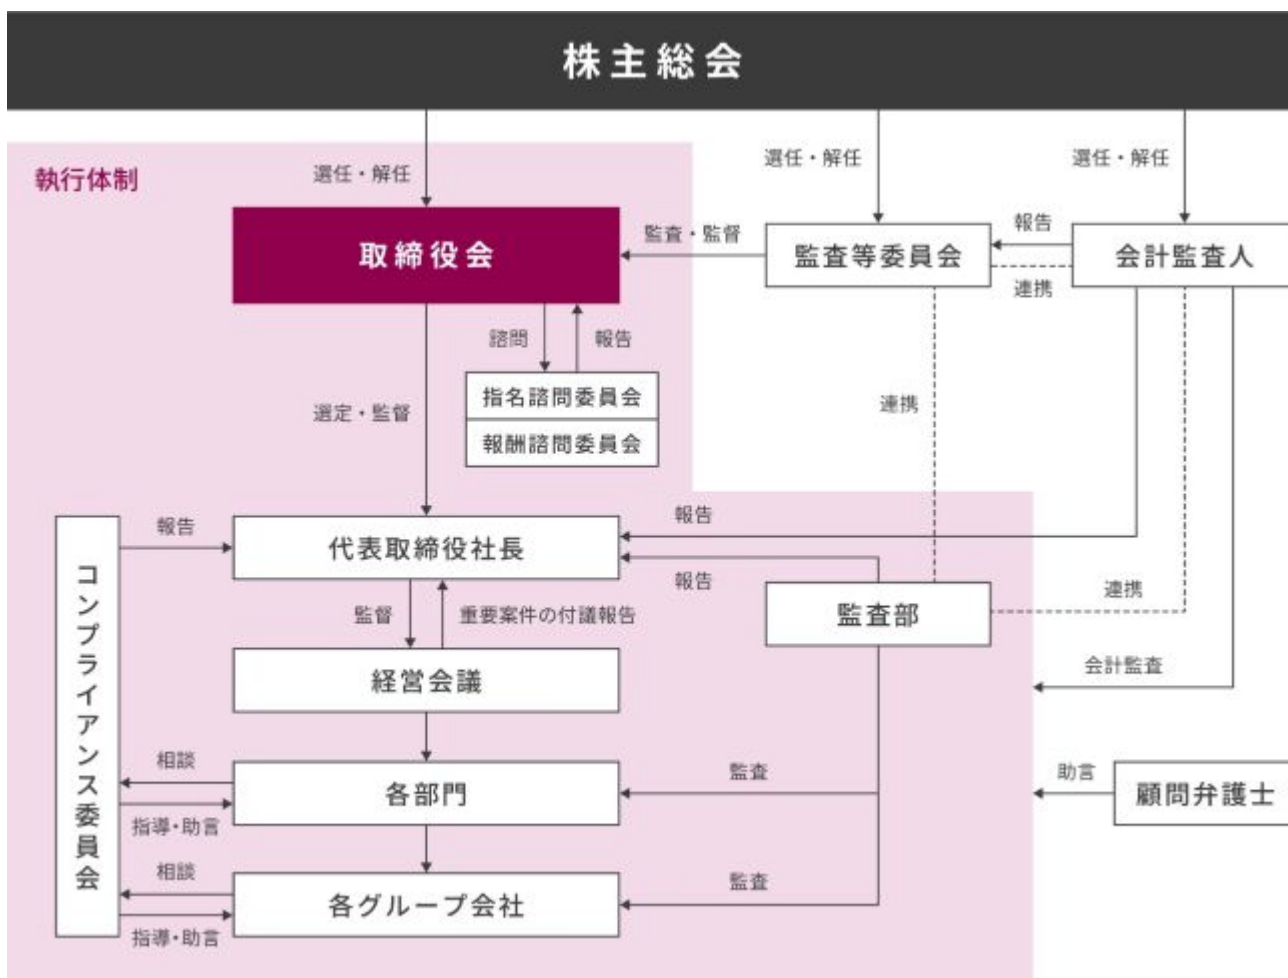 株主総会
執行体制
選任・解任
選任・解任
選任・解任
取締役会
監査・監督
監査等委員会
報告
連携
会計監査人
諮問
報告
指名諮問委員会
報酬諮問委員会
選定・監督
連携
コンプライアンス委員会
報告
代表取締役社長
報告
報告
監督
重要案件の付議報告
監査部
連携
経営会議
会計監査
相談
指導・助言
各部門
監査
助言
顧問弁護士
相談
指導・助言
各グループ会社
監査